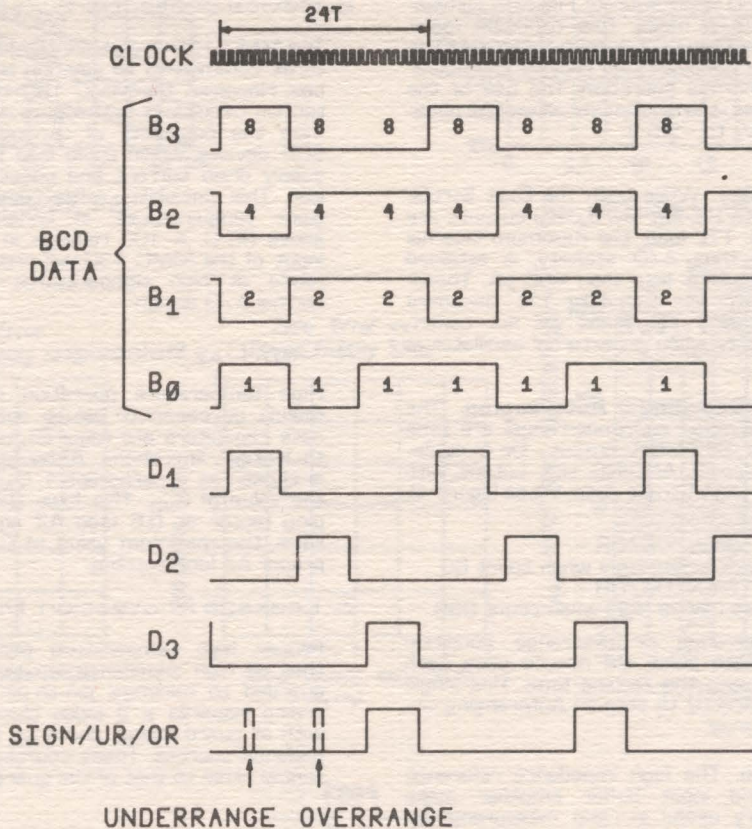 24T
CLOCK
B3 8 8 8 8 8 8 8
B2 4 4 4 4 4 4 4
BCD
DATA
B1 2 2 2 2 2 2 2
BØ 1 1 1 1 1 1 1
D1
D2
D3
SIGN/UR/OR
UNDERRANGE OVERRANGE